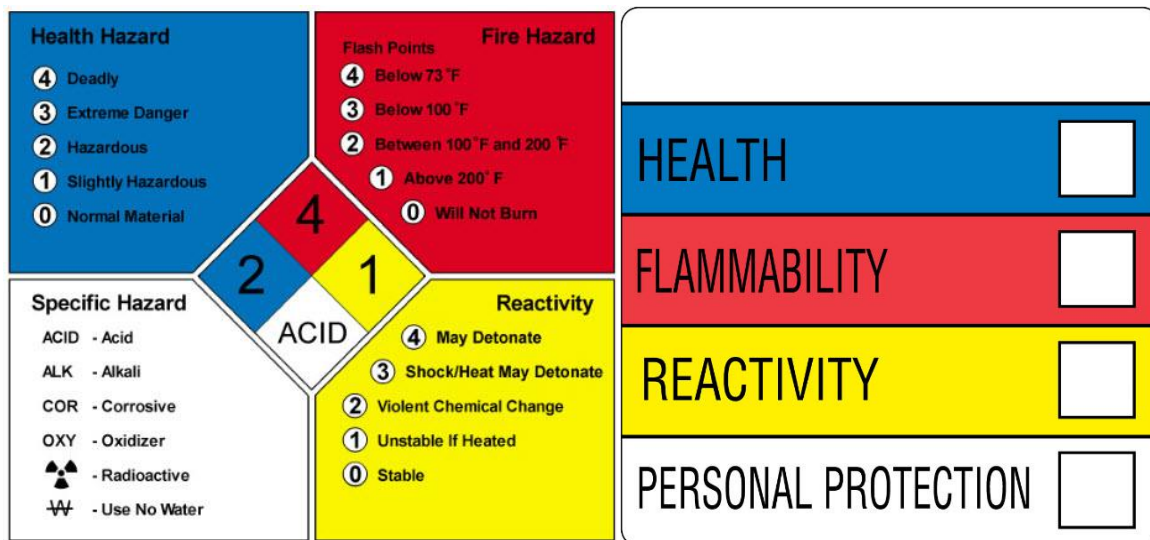 Health Hazard
4 Deadly
3 Extreme Danger
2 Hazardous
1 Slightly Hazardous
0 Normal Material
Fire Hazard
Flash Points
4 Below 73°F
3 Below 100°F
2 Between 100°F and 200°F
1 Above 200°F
0 Will Not Burn
4
2
1
ACID
Specific Hazard
ACID - Acid
ALK - Alkali
COR - Corrosive
OXY - Oxidizer
- Radioactive
W - Use No Water
Reactivity
4 May Detonate
3 Shock/Heat May Detonate
2 Violent Chemical Change
1 Unstable If Heated
0 Stable
HEALTH
FLAMMABILITY
REACTIVITY
PERSONAL PROTECTION